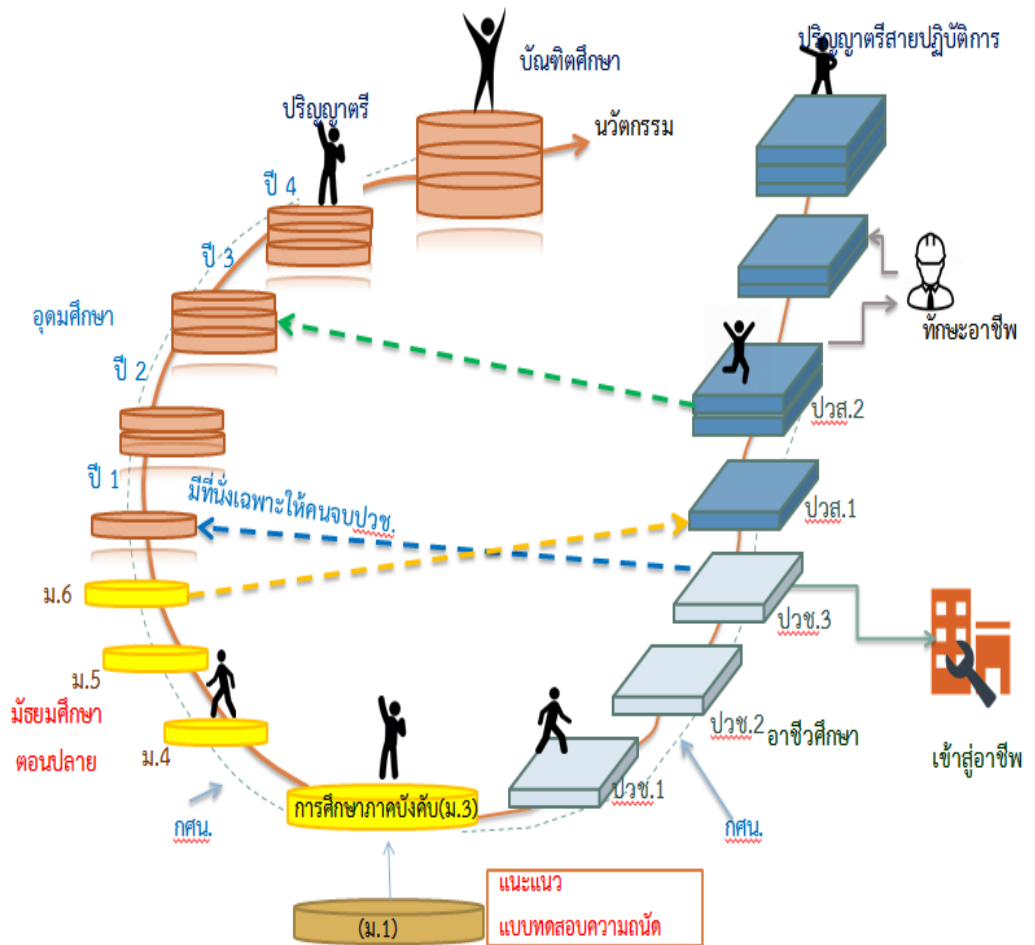 ปริญญาตรีสายปฏิบัติการ
บัณฑิตศึกษา
ปริญญาตรี
นวัตกรรม
ปี 4
ปี 3
อุดมศึกษา
ทักษะอาชีพ
ปี 2
ปวส.2
ปี 1
มีที่นั่งเฉพาะให้คนจบปวช.
ปวส.1
ม.6
ปวช.3
ม.5
มัธยมศึกษา
ตอนปลาย
ม.4
ปวช.2
อาชีวศึกษา
เข้าสู่อาชีพ
ปวช.1
การศึกษาภาคบังคับ(ม.3)
กศน.
กศน.
แนะแนว
แบบทดสอบความถนัด
(ม.1)